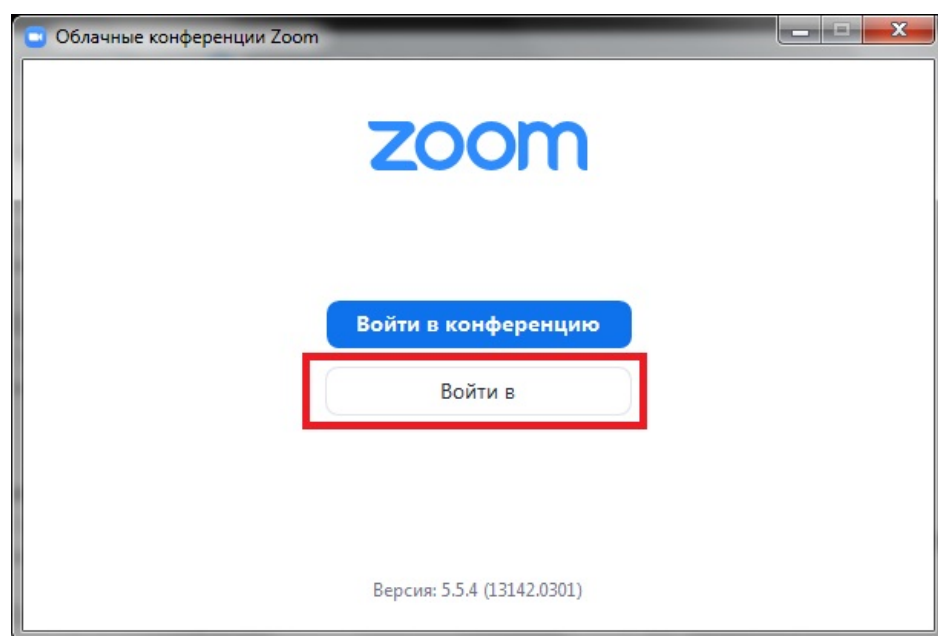 Облачные конференции Zoom
zoom
Войти в конференцию
Войти в
Версия: 5.5.4 (13142.0301)